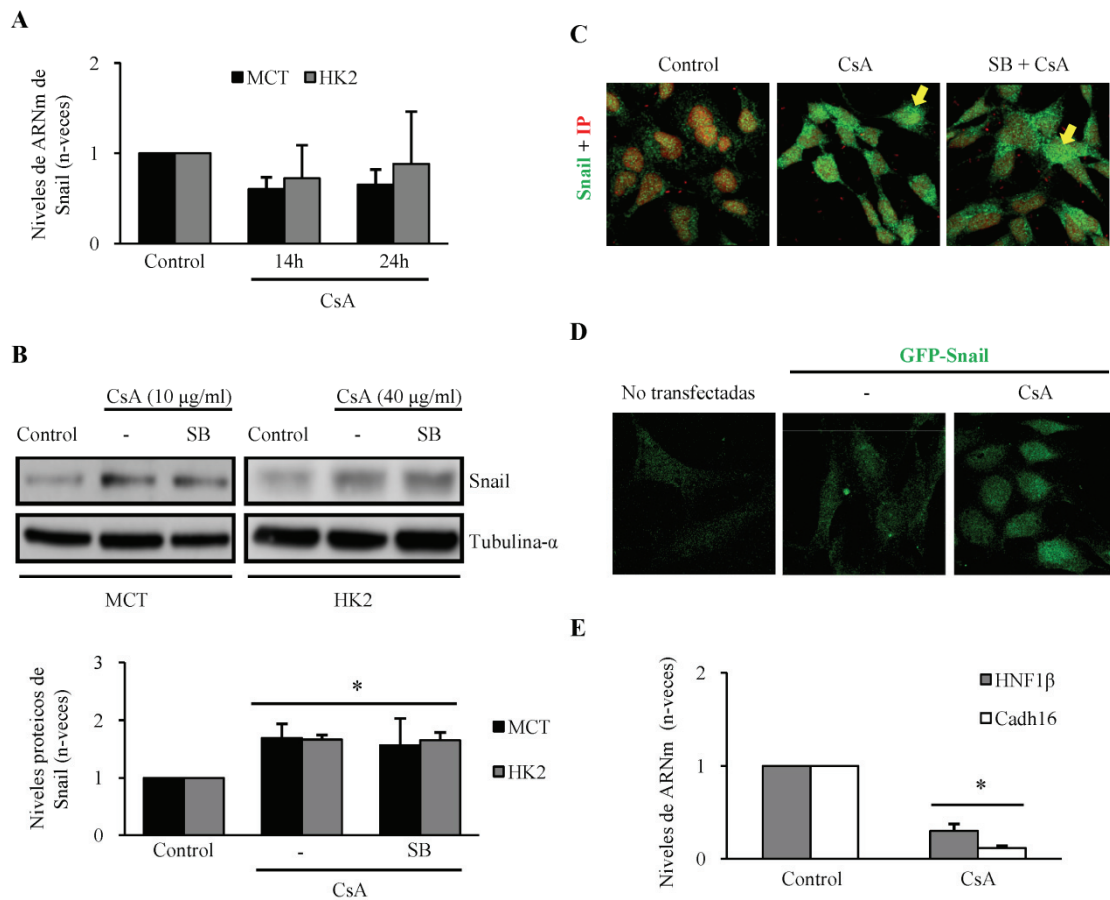 A
Niveles de ARNm de
Snail (n-veces)
2
1
0
MCT
HK2
Control
14h
24h
CsA
B
CsA (10 µg/ml)
CsA (40 µg/ml)
Control
-
SB
Control
-
SB
Snail
Tubulina-α
MCT
HK2
Niveles proteicos de
Snail (n-veces)
3
2
1
0
*
MCT
HK2
Control
-
SB
CsA
C
Control
CsA
SB + CsA
Snail + IP
D
GFP-Snail
No transfectadas
-
CsA
E
Niveles de ARNm (n-veces)
2
1
0
HNF1β
Cadh16
*
Control
CsA